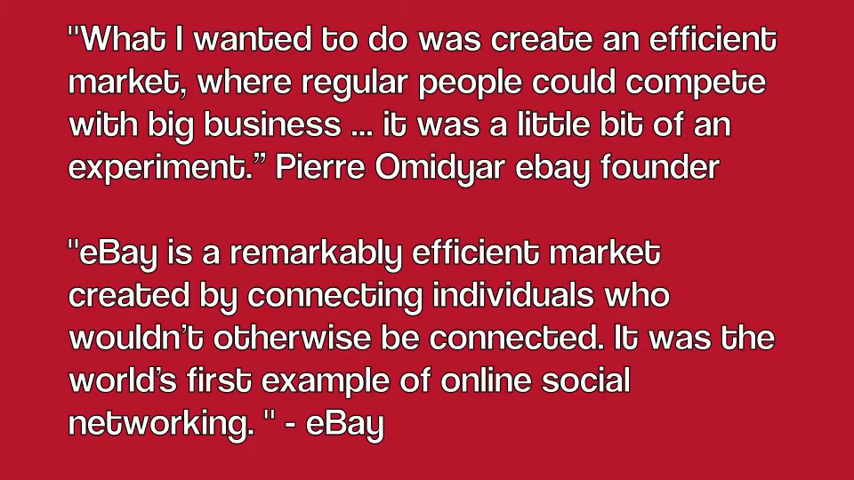 "What I wanted to do was create an efficient
market, where regular people could compete
with big business ... it was a little bit of an
experiment.” Pierre Omidyar ebay founder
"eBay is a remarkably efficient market
created by connecting individuals who
wouldn’t otherwise be connected. It was the
world’s first example of online social
networking. " - eBay